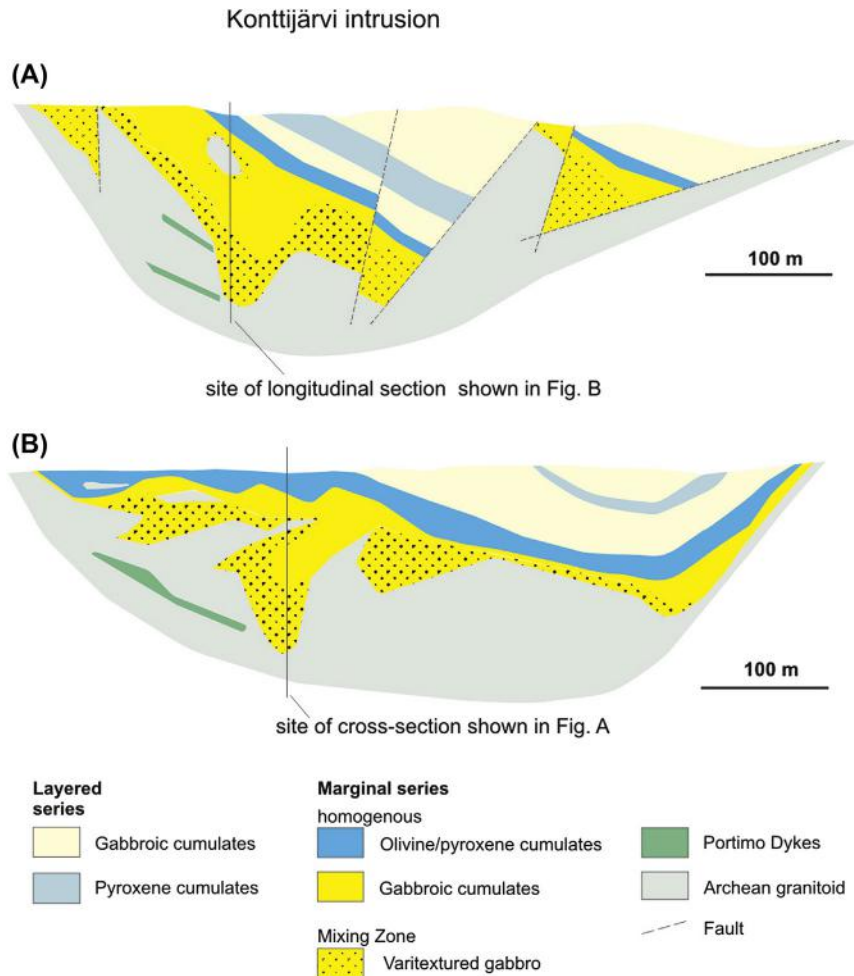 Konttijärvi intrusion
(A)
100 m
site of longitudinal section shown in Fig. B
(B)
100 m
site of cross-section shown in Fig. A
Layered
series
Gabbroic cumulates
Pyroxene cumulates
Marginal series
homogenous
Olivine/pyroxene cumulates
Gabbroic cumulates
Mixing Zone
Varitextured gabbro
Portimo Dykes
Archean granitoid
Fault